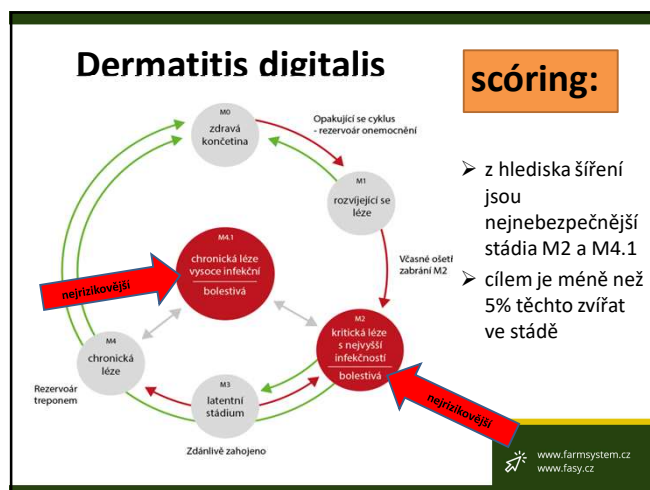 Dermatitis digitalis
scóring:
M0
zdravá
končetina
Opakující se cyklus
- rezervoár onemocnění
M1
rozvíjející se
léze
M4.1
chronická léze
vysoce infekční
bolestivá
nejrizikovější
Včasné ošetř
zabrání M2
M2
kritická léze
s nejvyšší
infekčností
bolestivá
nejrizikovější
M4
chronická
léze
Rezervoár
treponem
M3
latentní
stádium
Zdánlivě zahojeno
➢ z hlediska šíření
jsou
nejnebezpečnější
stádia M2 a M4.1
➢ cílem je méně než
5% těchto zvířat
ve stádě
www.farmsystem.cz
www.fasy.cz